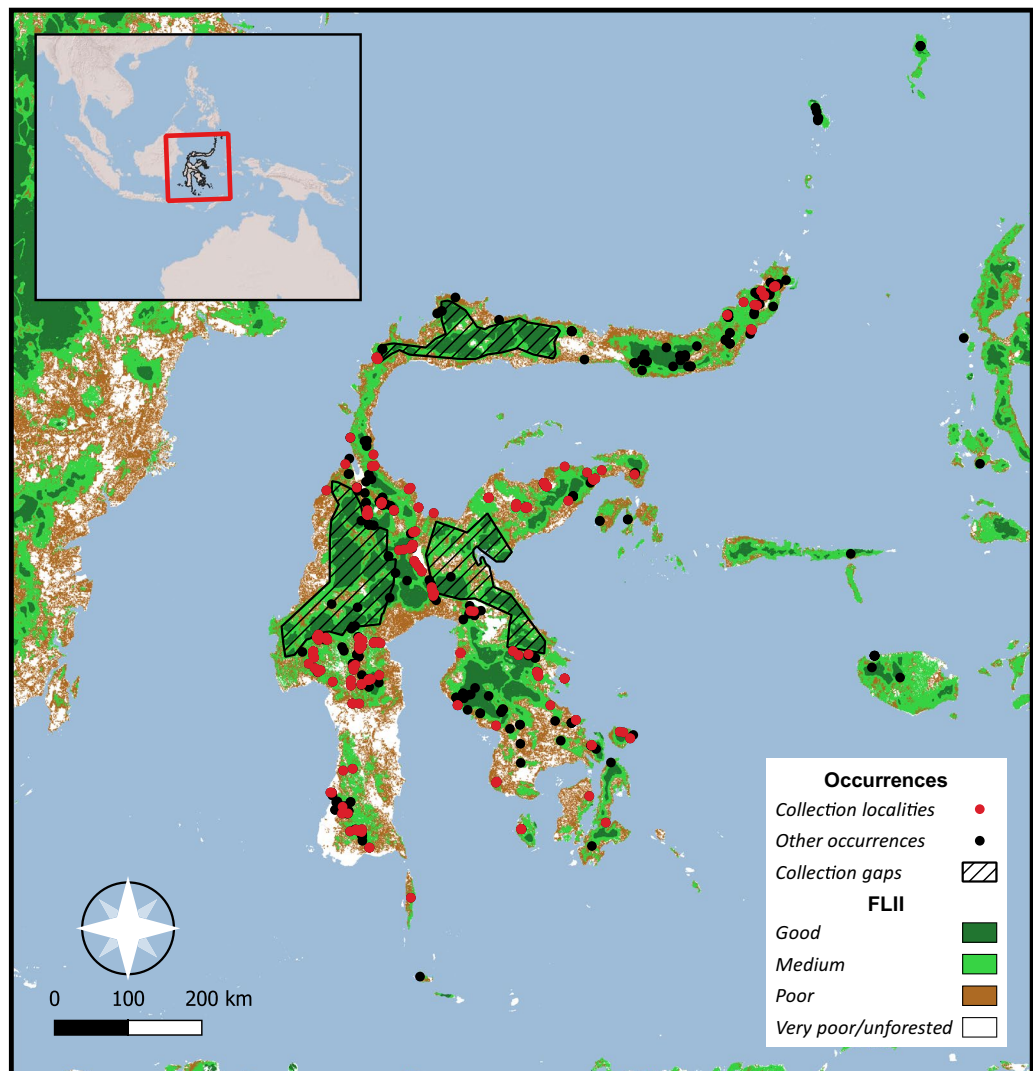 Occurrences
Collection localities
Other occurrences
Collection gaps
FLII
Good
Medium
Poor
Very poor/unforested
0 100 200 km